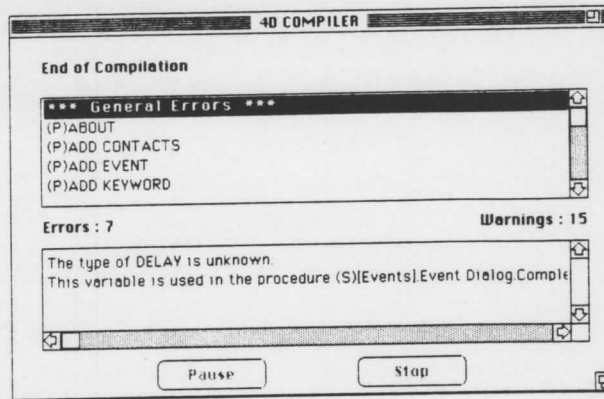 4D COMPILER
End of Compilation
*** General Errors ***
(P)ABOUT
(P)ADD CONTACTS
(P)ADD EVENT
(P)ADD KEYWORD
Errors : 7
Warnings : 15
The type of DELAY is unknown.
This variable is used in the procedure (S)[Events].Event Dialog.Comple
Pause
Stop